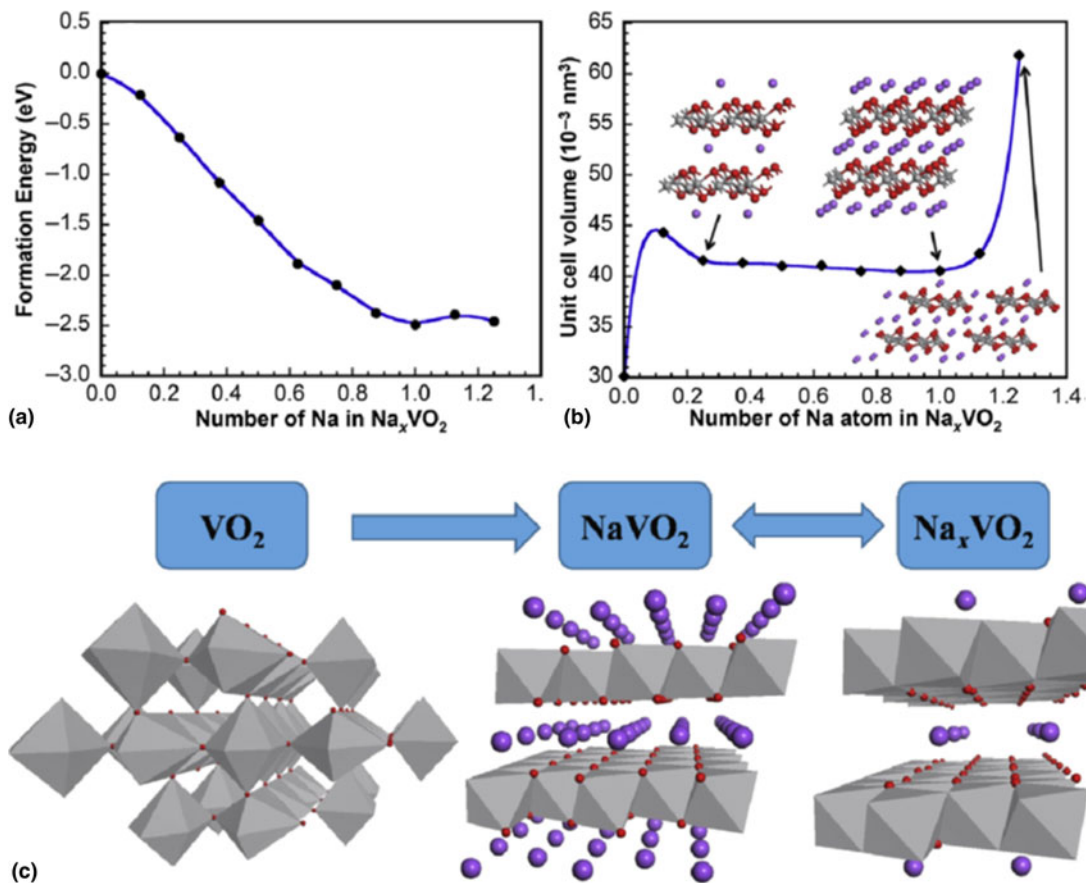 0.5
0.0
−0.5
−1.0
−1.5
−2.0
−2.5
−3.0
Formation Energy (eV)
0.0 0.2 0.4 0.6 0.8 1.0 1.2 1.
Number of Na in NaxVO2
(a)
65
60
55
50
45
40
35
30
Unit cell volume (10−3 nm3)
0.0 0.2 0.4 0.6 0.8 1.0 1.2 1.4
Number of Na atom in NaxVO2
(b)
VO2
NaVO2
NaxVO2
(c)